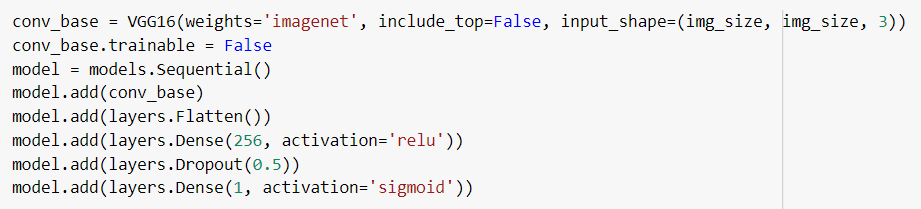 conv_base = VGG16(weights='imagenet', include_top=False, input_shape=(img_size, img_size, 3))
conv_base.trainable = False
model = models.Sequential()
model.add(conv_base)
model.add(layers.Flatten())
model.add(layers.Dense(256, activation='relu'))
model.add(layers.Dropout(0.5))
model.add(layers.Dense(1, activation='sigmoid'))